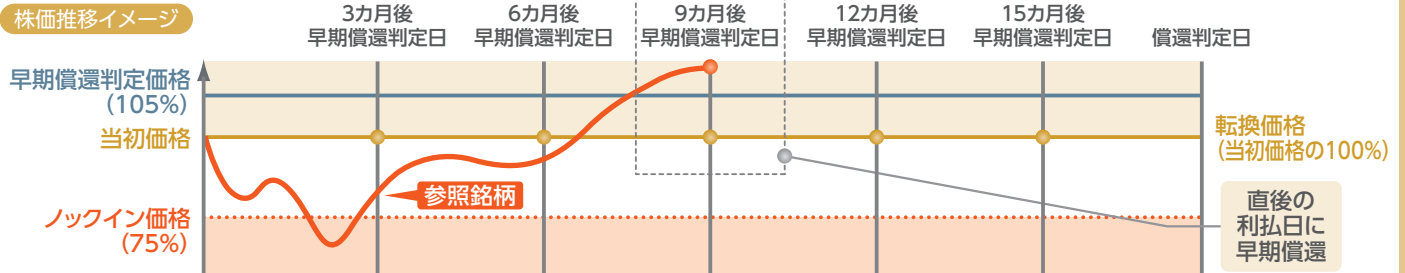 株価推移イメージ
3カ月後
早期償還判定日
6カ月後
早期償還判定日
9カ月後
早期償還判定日
12カ月後
早期償還判定日
15カ月後
早期償還判定日
償還判定日
早期償還判定価格
(105%)
当初価格
転換価格
(当初価格の100%)
参照銘柄
ノックイン価格
(75%)
直後の
利払日に
早期償還